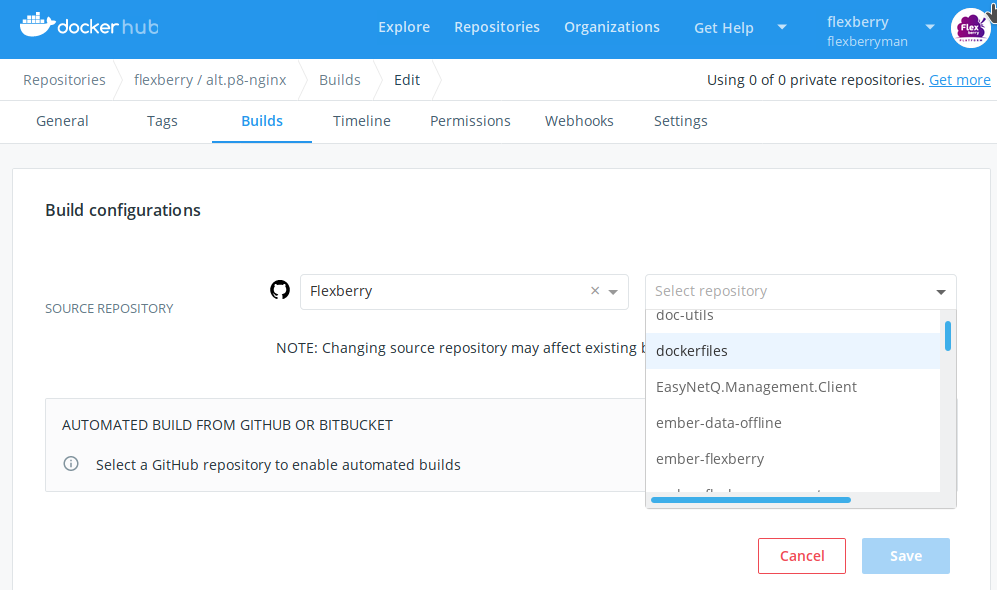 docker hub
Explore Repositories Organizations Get Help flexberry
flexberryman
Flex
berry
PLATFORM
Repositories flexberry / alt.p8-nginx Builds Edit Using 0 of 0 private repositories. Get more
General Tags Builds Timeline Permissions Webhooks Settings
Build configurations
SOURCE REPOSITORY Flexberry × Select repository
doc-utils
dockerfiles
EasyNetQ.Management.Client
ember-data-offline
ember-flexberry
NOTE: Changing source repository may affect existing
AUTOMATED BUILD FROM GITHUB OR BITBUCKET
Select a GitHub repository to enable automated builds
Cancel Save